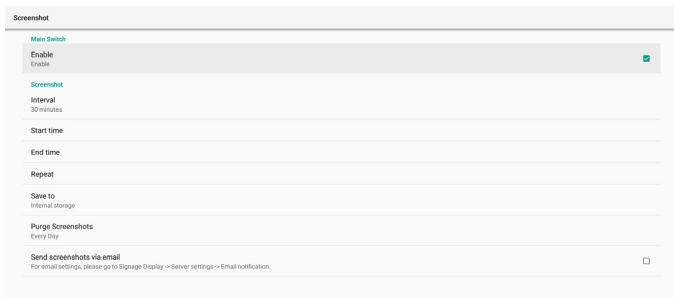 Screenshot
Main Switch
Enable
Enable
Screenshot
Interval
30 minutes
Start time
End time
Repeat
Save to
Internal storage
Purge Screenshots
Every Day
Send screenshots via email
For email settings, please go to Signage Display -> Server settings -> Email notification.